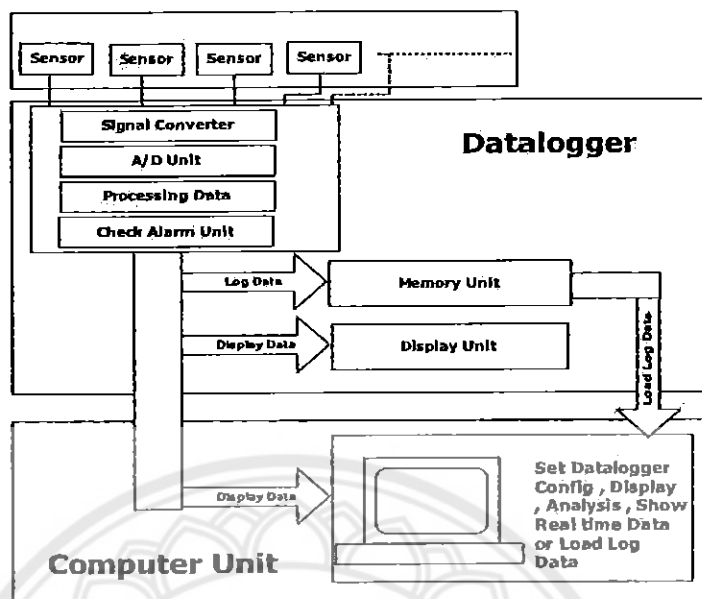 Sensor Sensor Sensor Sensor
Signal Converter
A/D Unit
Processing Data
Check Alarm Unit
Datalogger
Log Data
Memory Unit
Display Data
Display Unit
Load Log Data
Display Data
Set Datalogger
Config , Display
, Analysis , Show
Real time Data
or Load Log
Data
Computer Unit